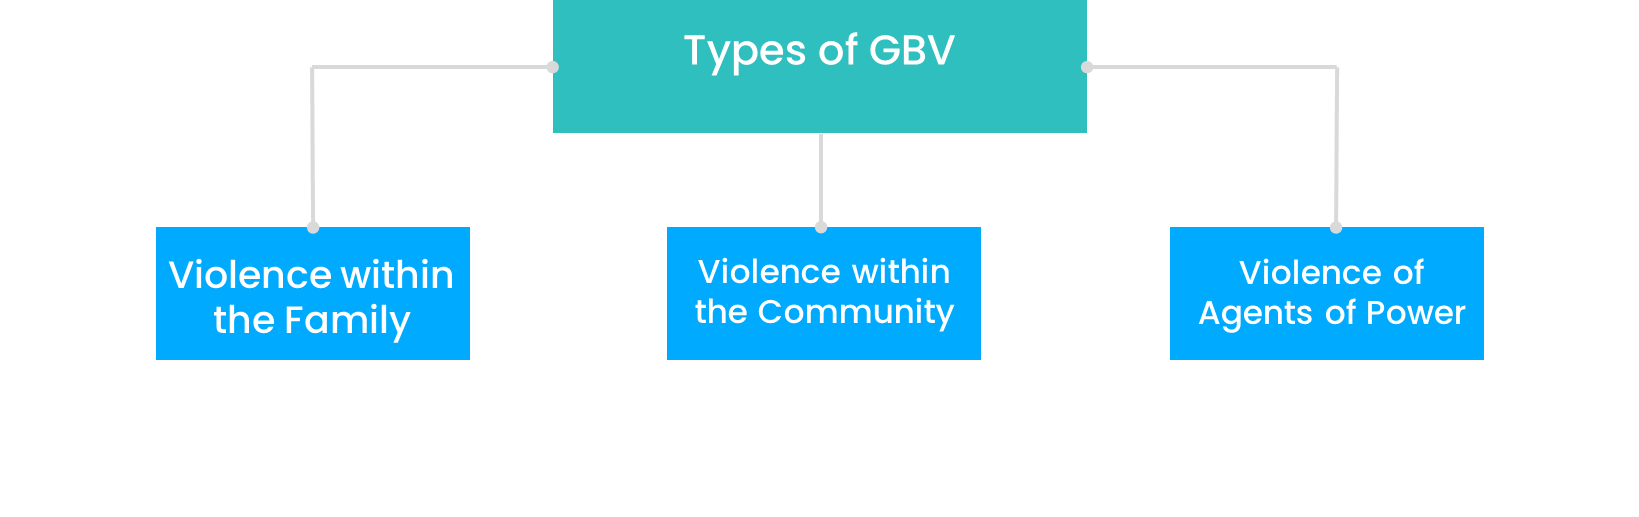 Types of GBV
Violence within
the Family
Violence within
the Community
Violence of
Agents of Power